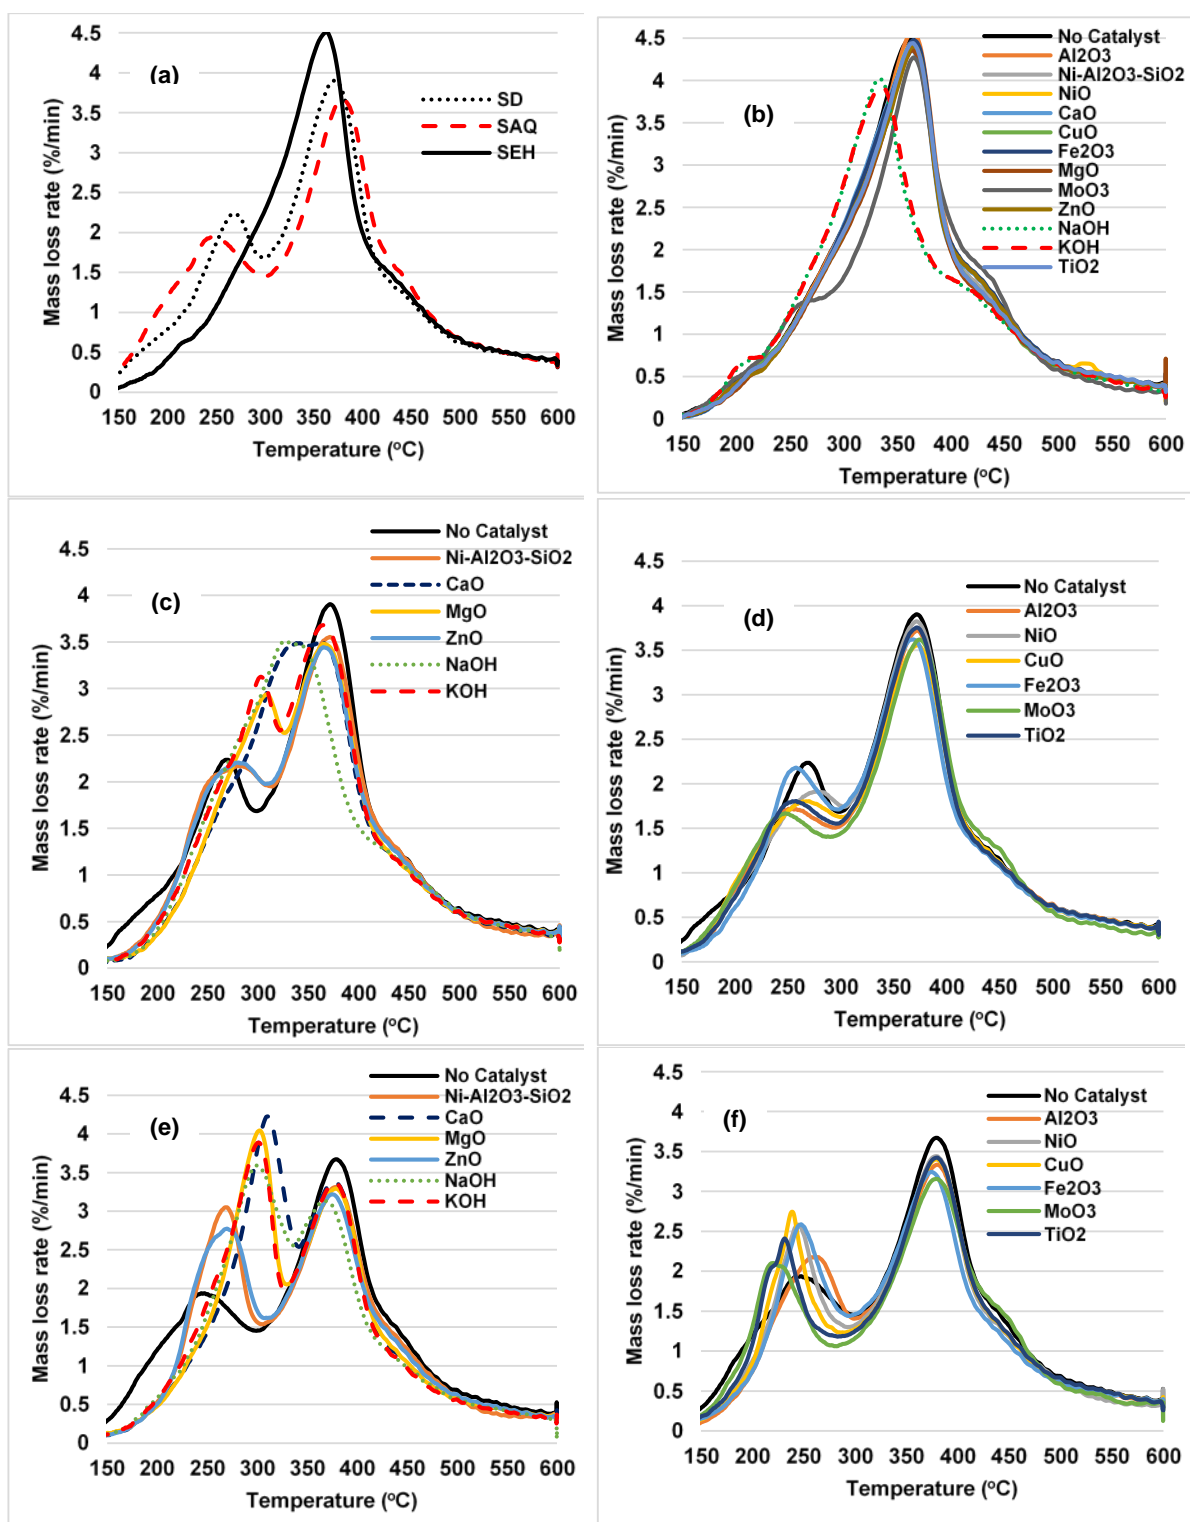 (a)
Mass loss rate (%/min)
4.5
4
3.5
3
2.5
2
1.5
1
0.5
0
SD
SAQ
SEH
150 200 250 300 350 400 450 500 550 600
Temperature (oC)
(b)
Mass loss rate (%/min)
4.5
4
3.5
3
2.5
2
1.5
1
0.5
0
No Catalyst
Al2O3
Ni-Al2O3-SiO2
NiO
CaO
CuO
Fe2O3
MgO
MoO3
ZnO
NaOH
KOH
TiO2
150 200 250 300 350 400 450 500 550 600
Temperature (oC)
(c)
Mass loss rate (%/min)
4.5
4
3.5
3
2.5
2
1.5
1
0.5
0
No Catalyst
Ni-Al2O3-SiO2
CaO
MgO
ZnO
NaOH
KOH
150 200 250 300 350 400 450 500 550 600
Temperature (oC)
(d)
Mass loss rate (%/min)
4.5
4
3.5
3
2.5
2
1.5
1
0.5
0
No Catalyst
Al2O3
NiO
CuO
Fe2O3
MoO3
TiO2
150 200 250 300 350 400 450 500 550 600
Temperature (oC)
(e)
Mass loss rate (%/min)
4.5
4
3.5
3
2.5
2
1.5
1
0.5
0
No Catalyst
Ni-Al2O3-SiO2
CaO
MgO
ZnO
NaOH
KOH
150 200 250 300 350 400 450 500 550 600
Temperature (oC)
(f)
Mass loss rate (%/min)
4.5
4
3.5
3
2.5
2
1.5
1
0.5
0
No Catalyst
Al2O3
NiO
CuO
Fe2O3
MoO3
TiO2
150 200 250 300 350 400 450 500 550 600
Temperature (oC)